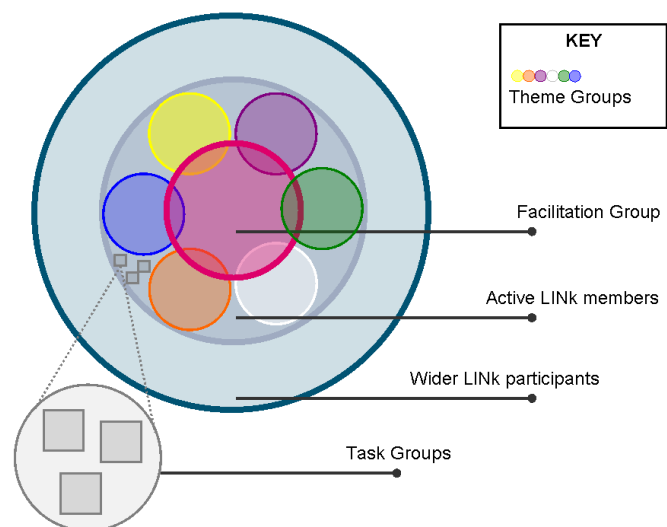 KEY
Theme Groups
Facilitation Group
Active LINk members
Wider LINk participants
Task Groups